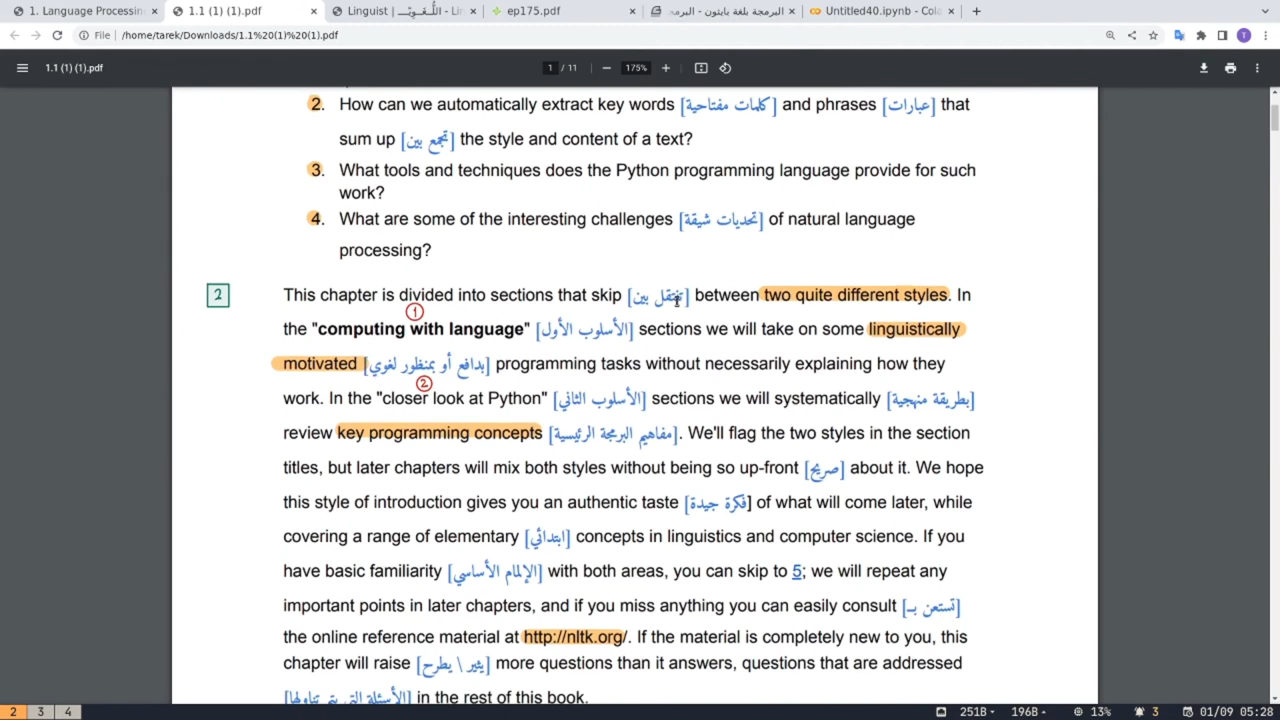 1. Language Processin
1.1 (1) (1).pdf
Linguist | اللُّـغَـوِيّـ - Lin
ep175.pdf
البرمجة بلغة بايثون - البرمج
Untitled40.ipynb - Cola
File | /home/tarek/Downloads/1.1%20(1)%20(1).pdf
T
1.1 (1) (1).pdf
1 / 11
175%
2. How can we automatically extract key words [كلمات مفتاحية] and phrases [عبارات] that
sum up [تجمع بين] the style and content of a text?
3. What tools and techniques does the Python programming language provide for such
work?
4. What are some of the interesting challenges [تحديات شيقة] of natural language
processing?
2
This chapter is divided into sections that skip [تنتقل بين] between two quite different styles. In
1
the "computing with language" [الأسلوب الأول] sections we will take on some linguistically
motivated [بدافع أو بمنظور لغوي] programming tasks without necessarily explaining how they
2
work. In the "closer look at Python" [الأسلوب الثاني] sections we will systematically [بطريقة منهجية]
review key programming concepts [مفاهيم البرمجة الرئيسية]. We'll flag the two styles in the section
titles, but later chapters will mix both styles without being so up-front [صريح] about it. We hope
this style of introduction gives you an authentic taste [فكرة جيدة] of what will come later, while
covering a range of elementary [ابتدائي] concepts in linguistics and computer science. If you
have basic familiarity [الإلمام الأساسي] with both areas, you can skip to 5; we will repeat any
important points in later chapters, and if you miss anything you can easily consult [تستعن بـ]
the online reference material at http://nltk.org/. If the material is completely new to you, this
chapter will raise [يثير \ يطرح] more questions than it answers, questions that are addressed
[الأسئلة التي يتم تناولها] in the rest of this book.
2 3 4
251B 196B 13% 3 01/09 05:28